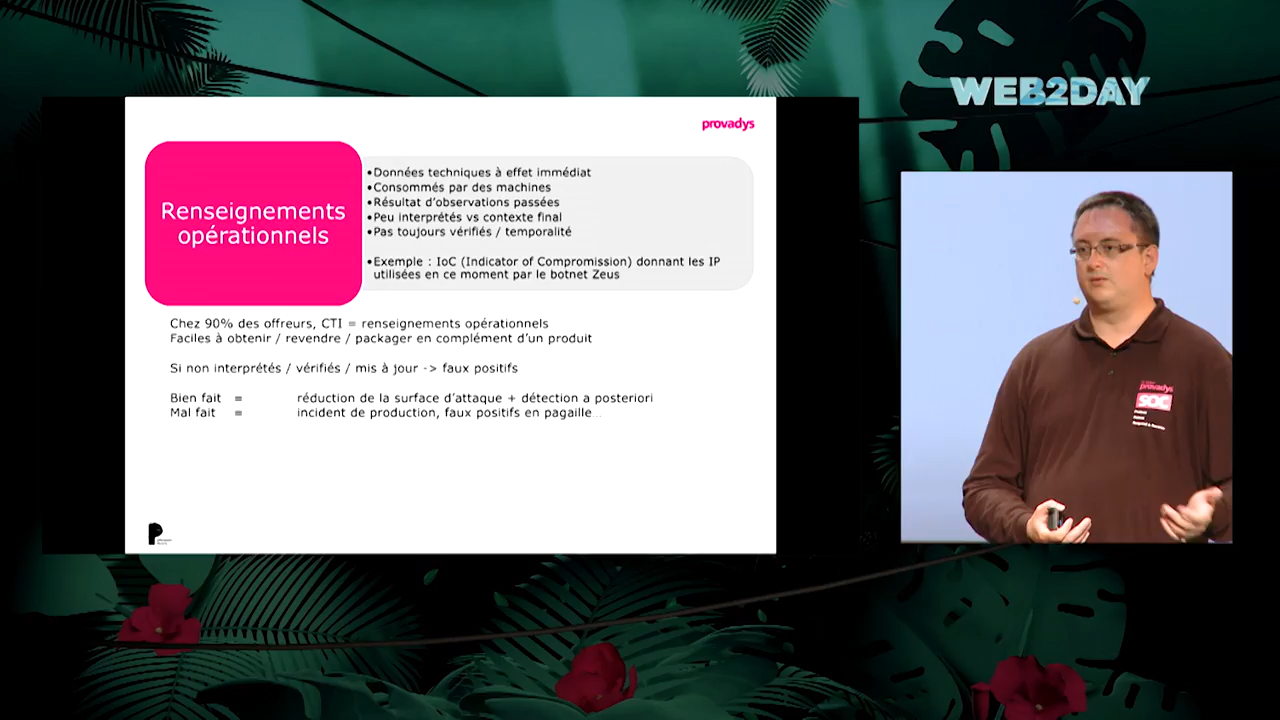 WEB2DAY
provadys
Renseignements
opérationnels
•Données techniques à effet immédiat
•Consommés par des machines
•Résultat d'observations passées
•Peu interprétés vs contexte final
•Pas toujours vérifiés / temporalité
•Exemple : IoC (Indicator of Compromission) donnant les IP
utilisées en ce moment par le botnet Zeus
Chez 90% des offreurs, CTI = renseignements opérationnels
Faciles à obtenir / revendre / packager en complément d'un produit
Si non interprétés / vérifiés / mis à jour -> faux positifs
Bien fait = réduction de la surface d'attaque + détection a posteriori
Mal fait = incident de production, faux positifs en pagaille...
provadys
SOC